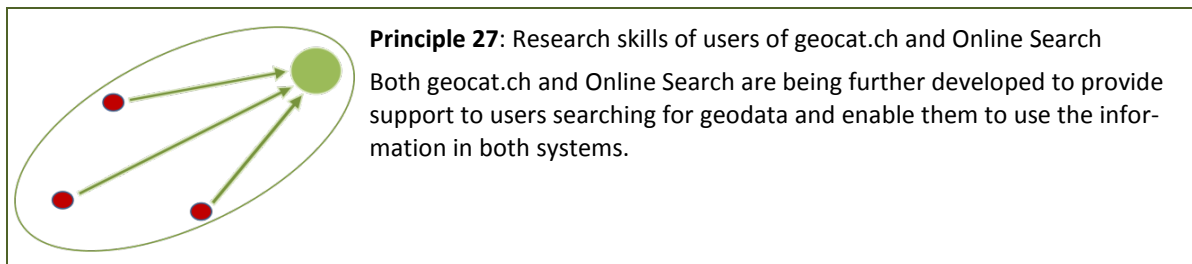 Principle 27: Research skills of users of geocat.ch and Online Search
Both geocat.ch and Online Search are being further developed to provide
support to users searching for geodata and enable them to use the infor-
mation in both systems.